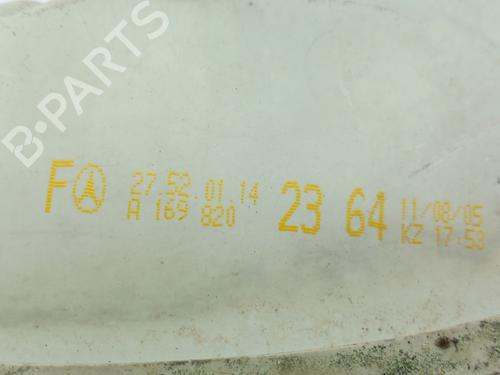 B-PARTS
F 27.52.01.14 23 64 11/08/05
A 169 820 KZ 17:53